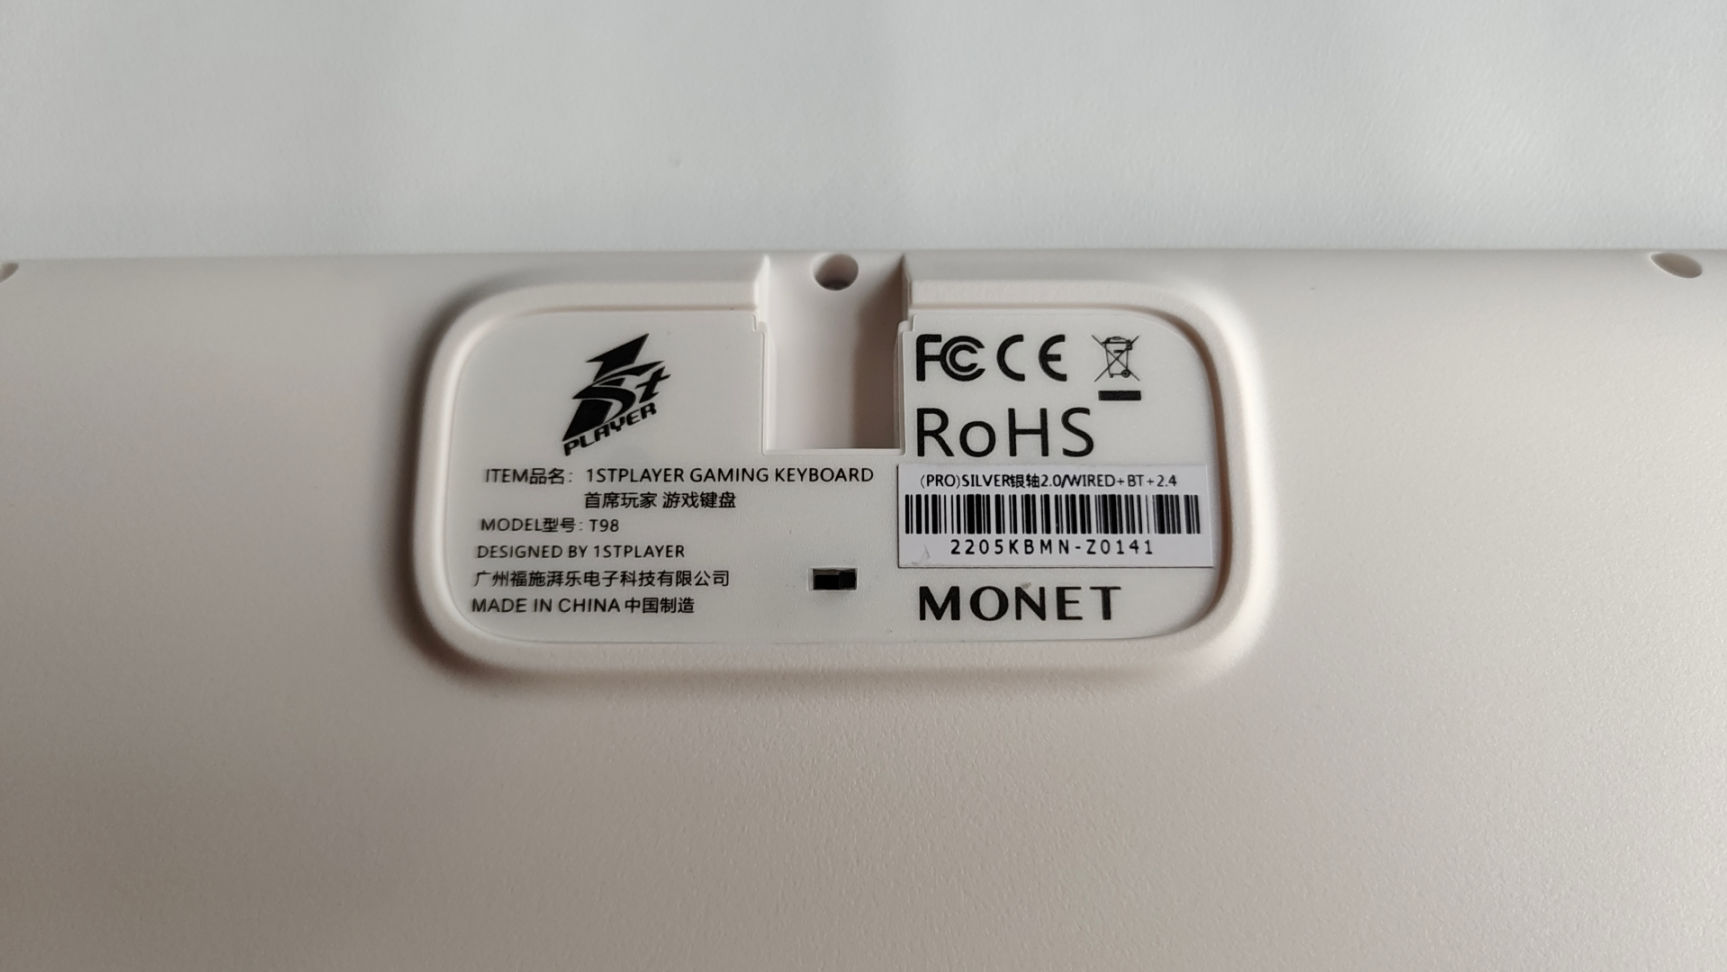 1St
PLAYER
ITEM品名: 1STPLAYER GAMING KEYBOARD
首席玩家 游戏键盘
MODEL型号: T98
DESIGNED BY 1STPLAYER
广州福施湃乐电子科技有限公司
MADE IN CHINA 中国制造
FC CE
RoHS
(PRO)SILVER银轴2.0/WIRED+BT+2.4
2205KBMN-Z0141
MONET